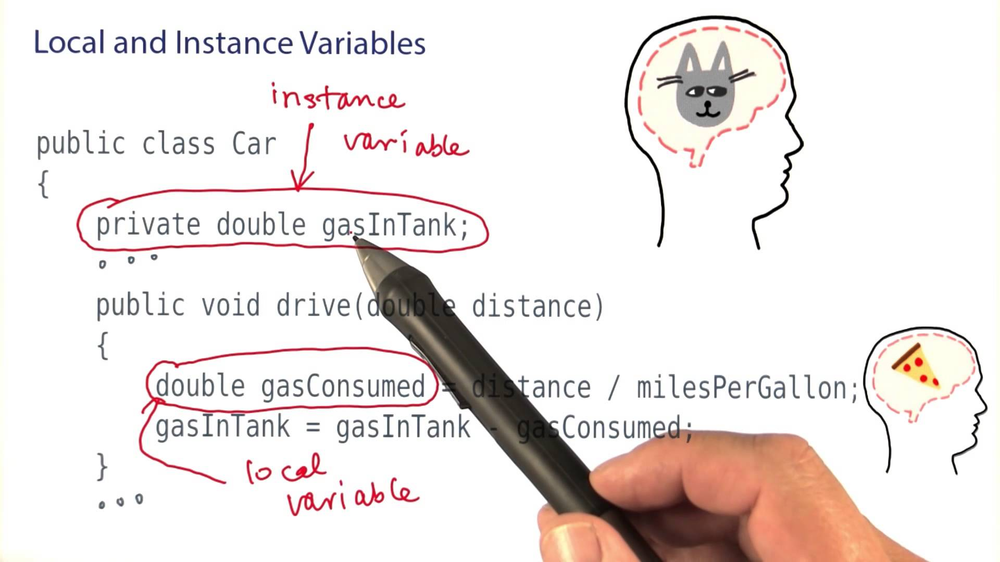 Local and Instance Variables
instance
variable
public class Car
{
private double gasInTank;
...
public void drive(double distance)
{
double gasConsumed = distance / milesPerGallon;
gasInTank = gasInTank - gasConsumed;
}
local
variable
...